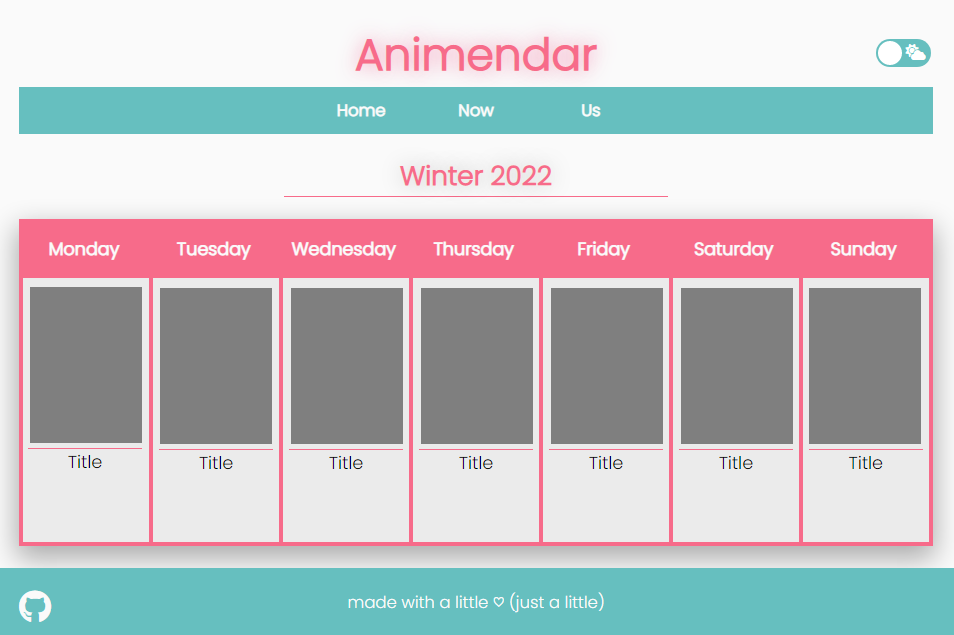 Animendar
Home Now Us
Winter 2022
Monday Tuesday Wednesday Thursday Friday Saturday Sunday
Title Title Title Title Title Title Title
made with a little ♡ (just a little)